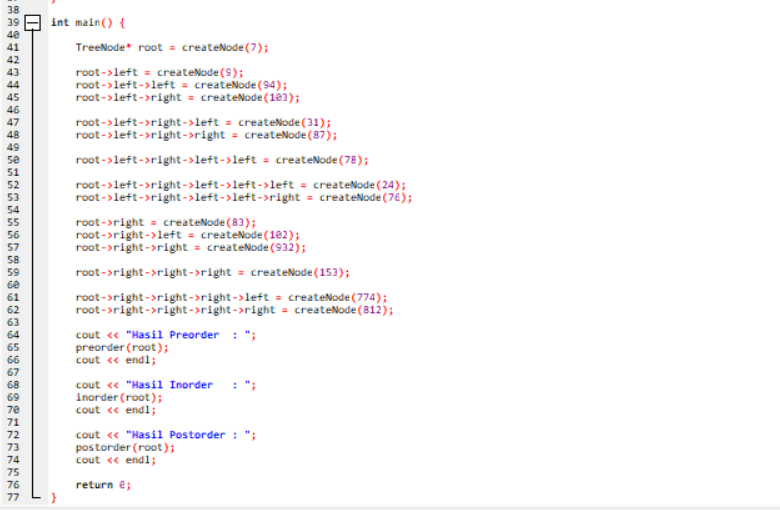 38
39 int main() {
40
41 TreeNode* root = createNode(7);
42
43 root->left = createNode(9);
44 root->left->left = createNode(94);
45 root->left->right = createNode(103);
46
47 root->left->right->left = createNode(31);
48 root->left->right->right = createNode(87);
49
50 root->left->right->left->left = createNode(78);
51
52 root->left->right->left->left->left = createNode(24);
53 root->left->right->left->left->right = createNode(76);
54
55 root->right = createNode(83);
56 root->right->left = createNode(102);
57 root->right->right = createNode(932);
58
59 root->right->right->right = createNode(153);
60
61 root->right->right->right->left = createNode(774);
62 root->right->right->right->right = createNode(812);
63
64 cout << "Hasil Preorder  : ";
65 preorder(root);
66 cout << endl;
67
68 cout << "Hasil Inorder   : ";
69 inorder(root);
70 cout << endl;
71
72 cout << "Hasil Postorder : ";
73 postorder(root);
74 cout << endl;
75
76 return 0;
77 }